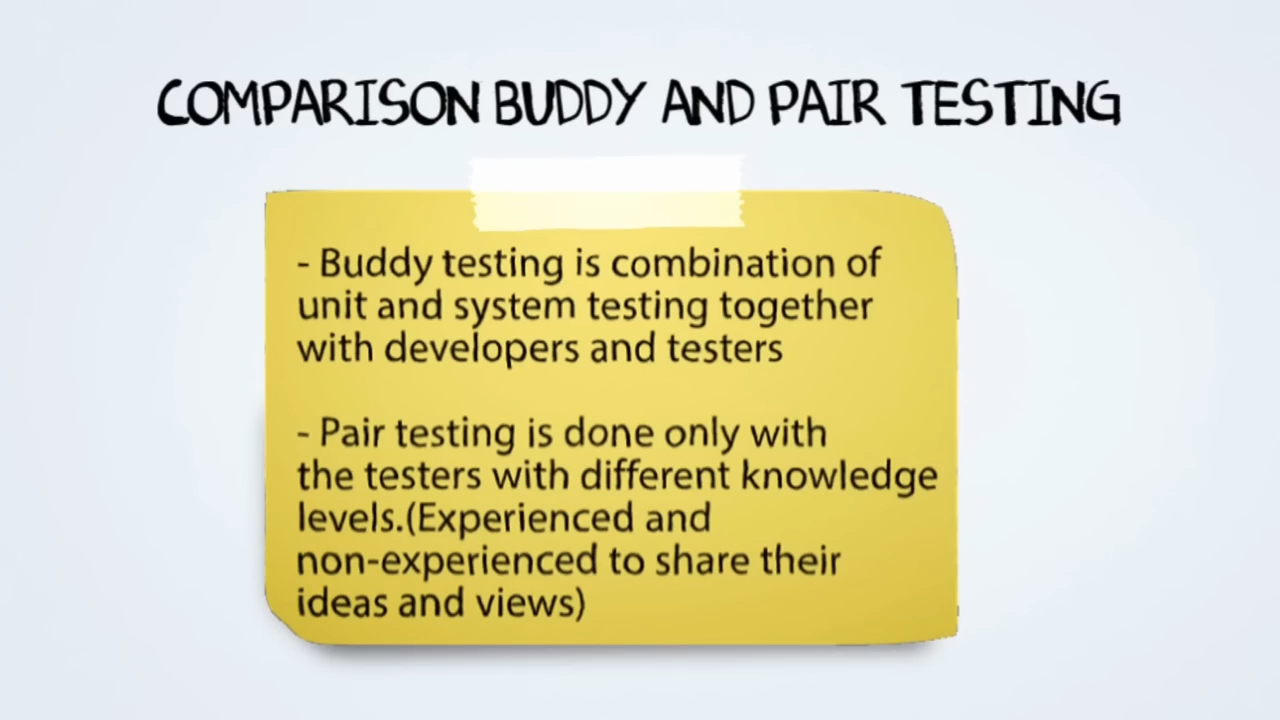 COMPARISON BUDDY AND PAIR TESTING
- Buddy testing is combination of
unit and system testing together
with developers and testers
- Pair testing is done only with
the testers with different knowledge
levels.(Experienced and
non-experienced to share their
ideas and views)